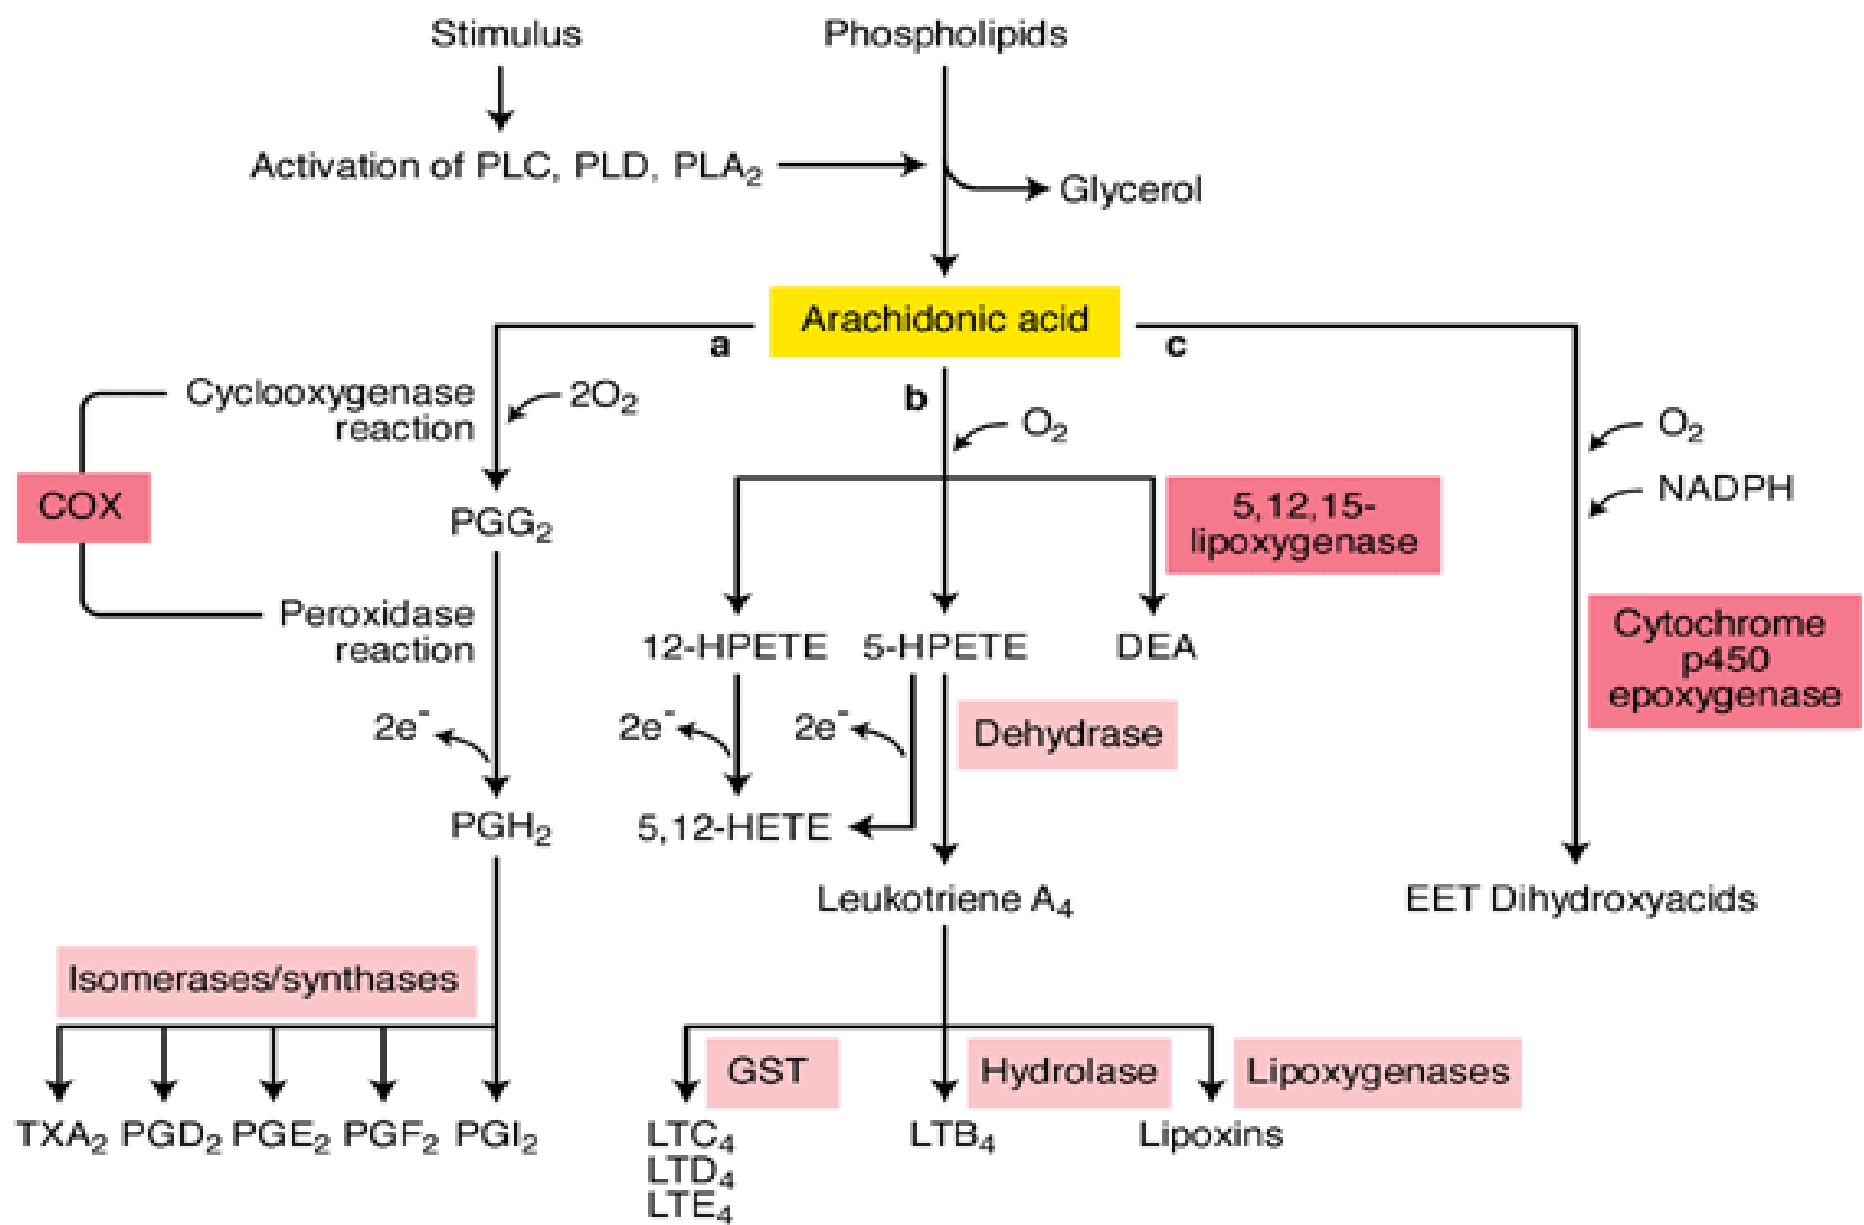 Stimulus
Phospholipids
Activation of PLC, PLD, PLA₂
Glycerol
Arachidonic acid
a
b
c
Cyclooxygenase
reaction
2O₂
COX
PGG₂
Peroxidase
reaction
2e⁻
PGH₂
Isomerases/synthases
TXA₂ PGD₂ PGE₂ PGF₂ PGI₂
O₂
5,12,15-
lipoxygenase
12-HPETE
5-HPETE
DEA
2e⁻
2e⁻
Dehydrase
5,12-HETE
Leukotriene A₄
GST
Hydrolase
Lipoxygenases
LTC₄
LTD₄
LTE₄
LTB₄
Lipoxins
O₂
NADPH
Cytochrome
p450
epoxygenase
EET Dihydroxyacids